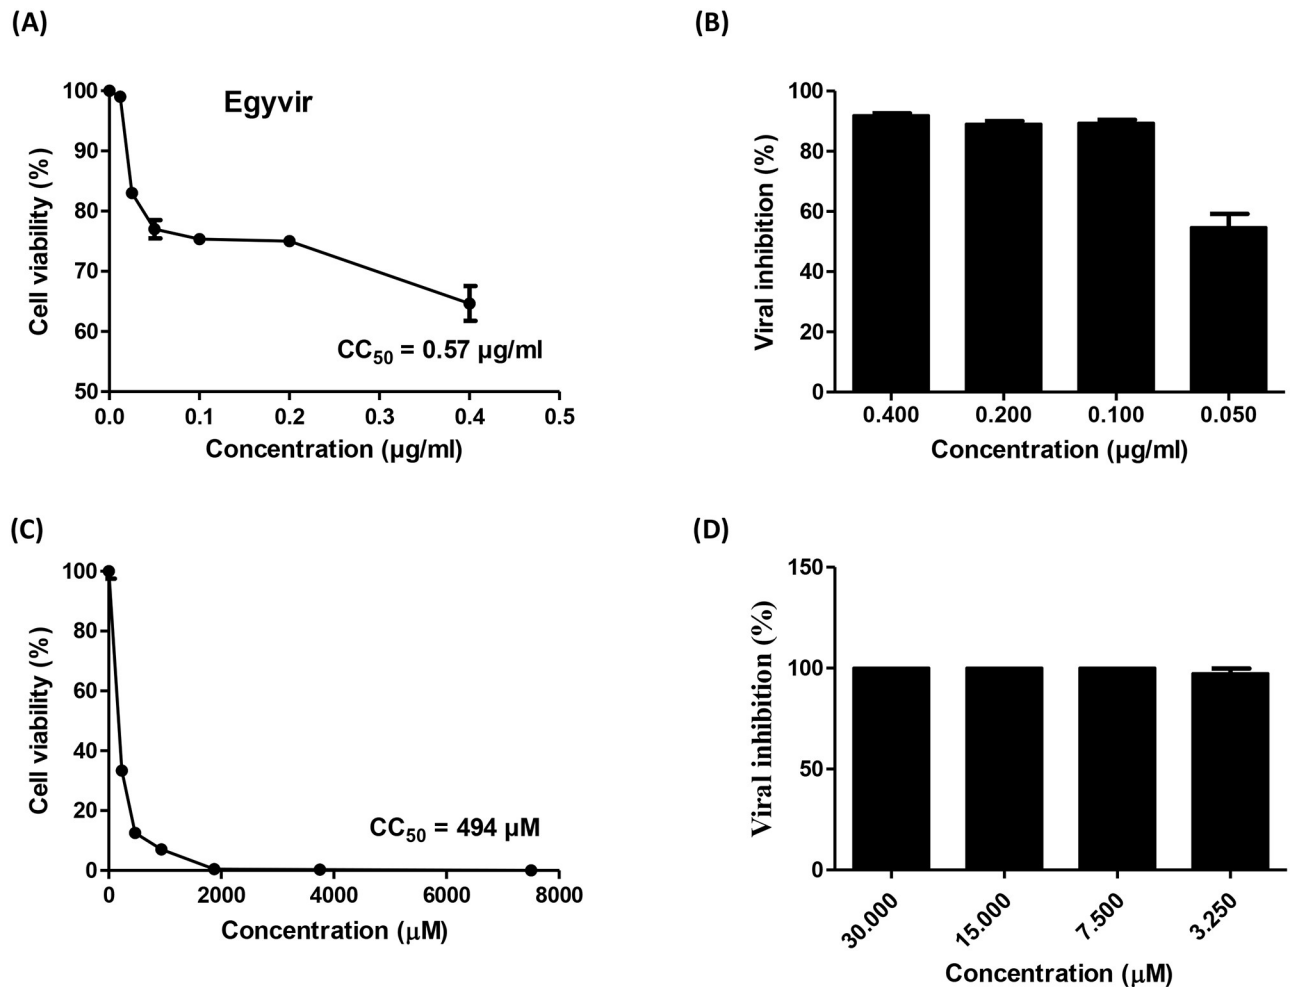 (A)
Egyvir
Cell viability (%)
100
90
80
70
60
50
CC50 = 0.57 µg/ml
0.0 0.1 0.2 0.3 0.4 0.5
Concentration (µg/ml)
(B)
Viral inhibition (%)
100
80
60
40
20
0
0.400 0.200 0.100 0.050
Concentration (µg/ml)
(C)
Cell viability (%)
100
80
60
40
20
0
CC50 = 494 µM
0 2000 4000 6000 8000
Concentration (µM)
(D)
Viral inhibition (%)
150
100
50
0
30.000 15.000 7.500 3.250
Concentration (µM)